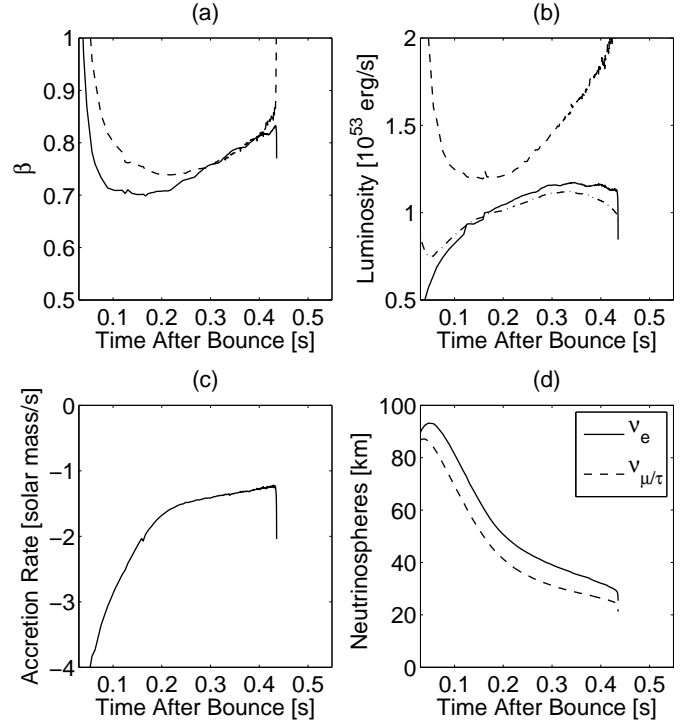 (a)
1
0.9
0.8
0.7
0.6
0.5
β
0.1 0.2 0.3 0.4 0.5
Time After Bounce [s]
(b)
2
1.5
1
0.5
Luminosity [10^53 erg/s]
0.1 0.2 0.3 0.4 0.5
Time After Bounce [s]
(c)
0
−1
−2
−3
−4
Accretion Rate [solar mass/s]
0.1 0.2 0.3 0.4 0.5
Time After Bounce [s]
(d)
100
80
60
40
20
0
Neutrinospheres [km]
ν_e
ν_μ/τ
0.1 0.2 0.3 0.4 0.5
Time After Bounce [s]